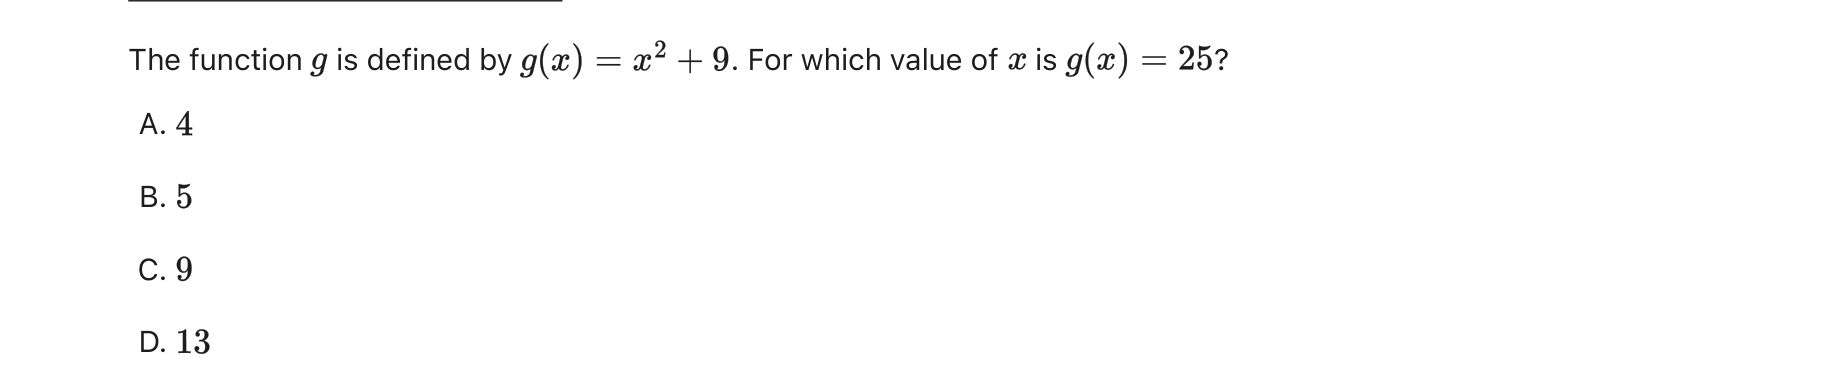 The function g is defined by g(x) = x² + 9. For which value of x is g(x) = 25?
A. 4
B. 5
C. 9
D. 13